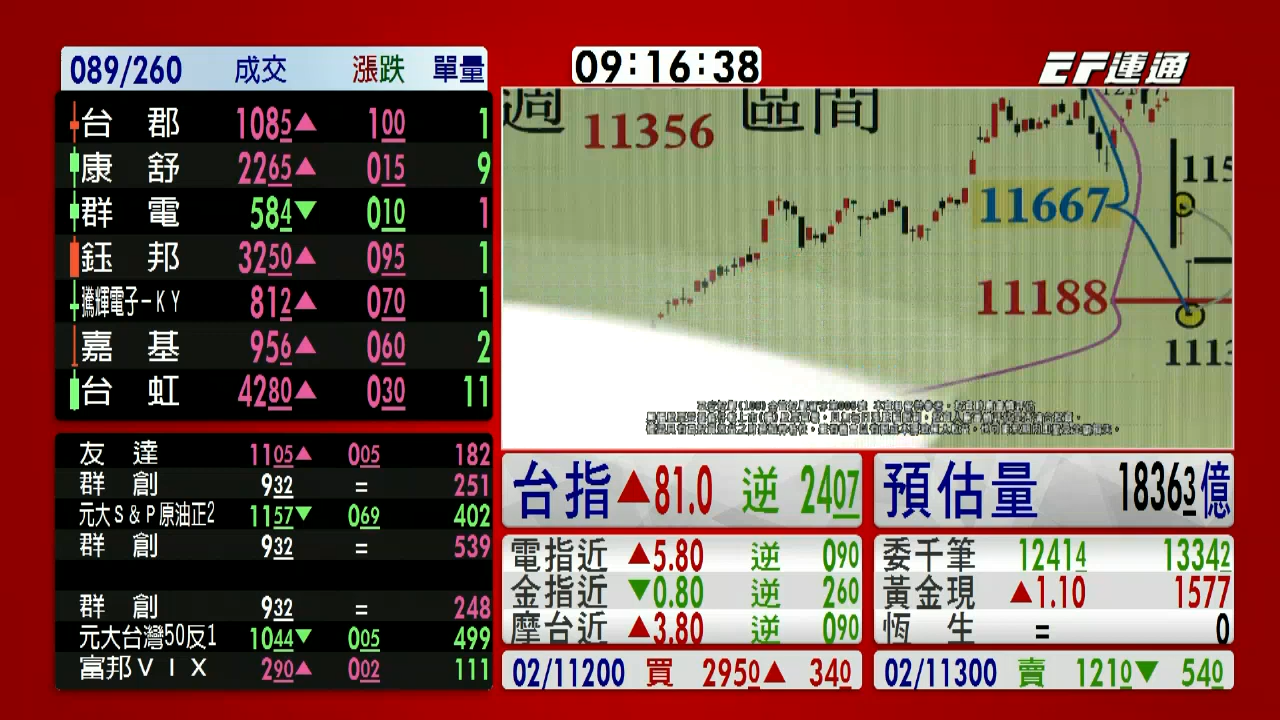 089/260 成交 漲跌 單量
09:16:38
EF運通
台郡 1085▲ 100 1
康舒 2265▲ 015 9
群電 584▼ 010 1
鈺邦 3250▲ 095 1
騰輝電子-KY 812▲ 070 1
嘉基 956▲ 060 2
台虹 4280▲ 030 11
友達 1105▲ 005 182
群創 932 = 251
元大S&P原油正2 1157▼ 069 402
群創 932 = 539
群創 932 = 248
元大台灣50反1 1044▼ 005 499
富邦VIX 290▲ 002 111
週 11356 區間
11667
11188
台指▲81.0 逆 2407
預估量 18363億
電指近▲5.80 逆 090
金指近▼0.80 逆 260
摩台近▲3.80 逆 090
委千筆 12414 13342
黃金現▲1.10 1577
恆生 = 0
02/11200 買 2950▲ 340
02/11300 賣 1210▼ 540